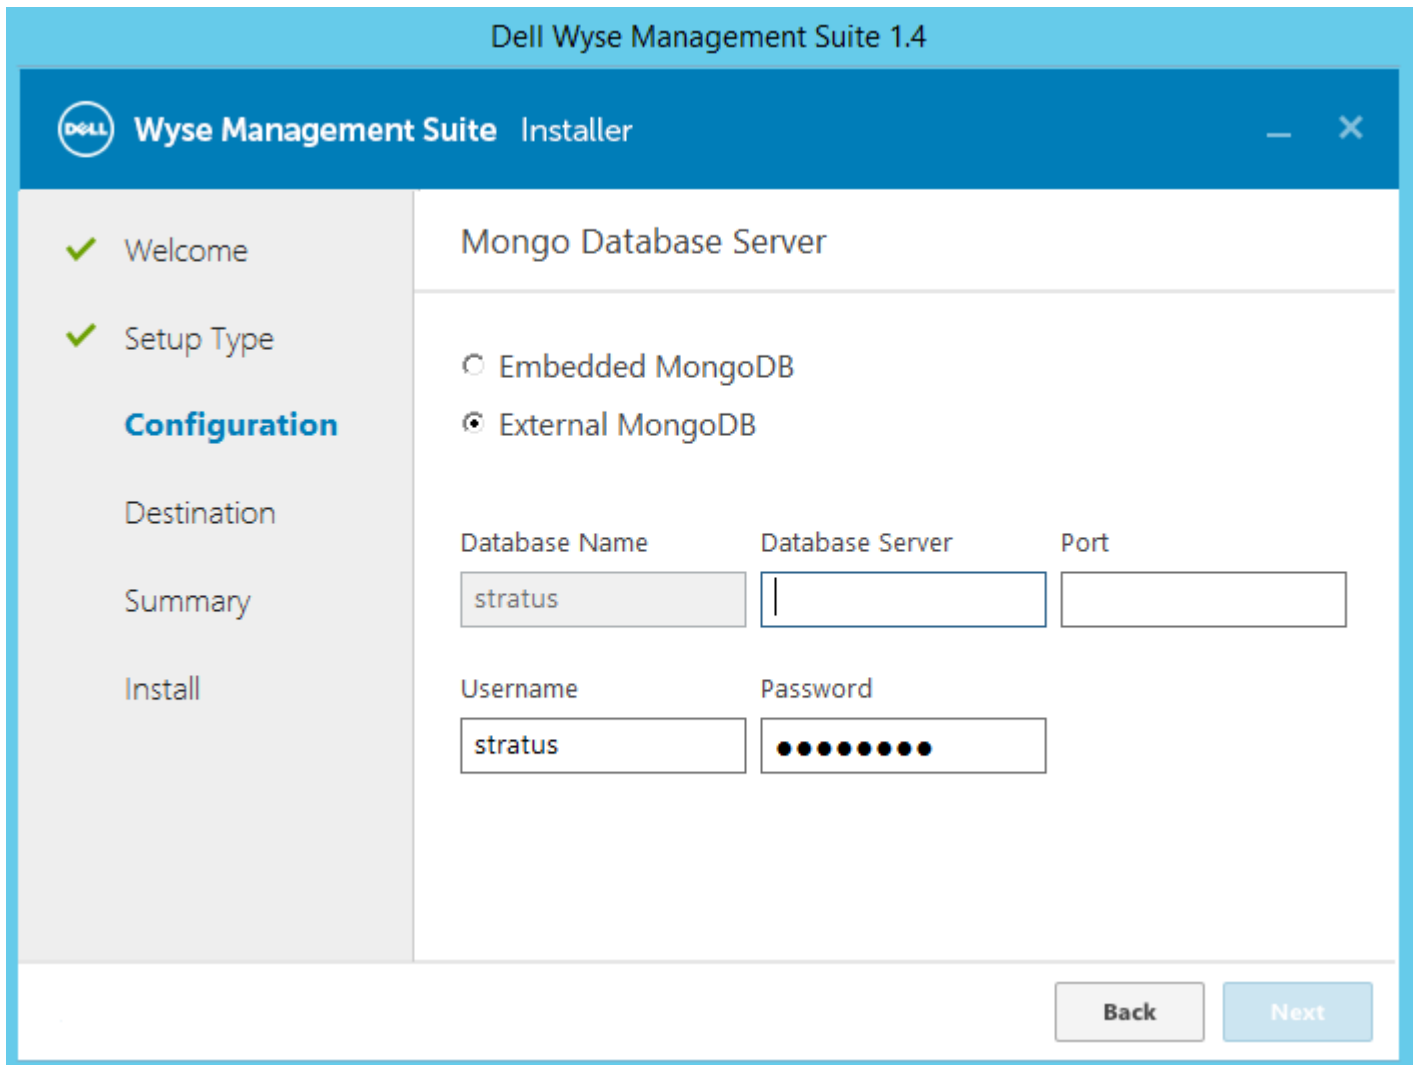 Dell Wyse Management Suite 1.4
DELL Wyse Management Suite Installer
Welcome
Setup Type
Configuration
Destination
Summary
Install
Mongo Database Server
Embedded MongoDB
External MongoDB
Database Name Database Server Port
stratus
Username Password
stratus ●●●●●●●●
Back Next